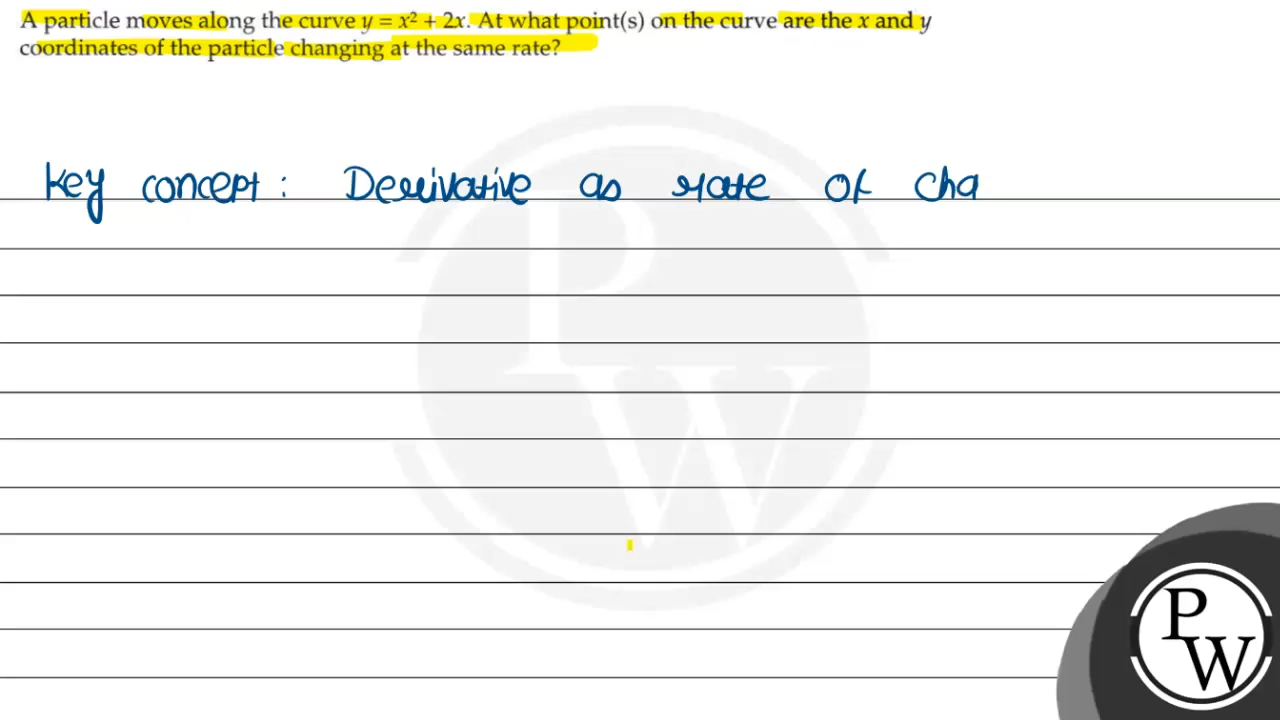 A particle moves along the curve y = x² + 2x. At what point(s) on the curve are the x and y
coordinates of the particle changing at the same rate?
Key concept: Derivative as rate of cha
P
W
P
W